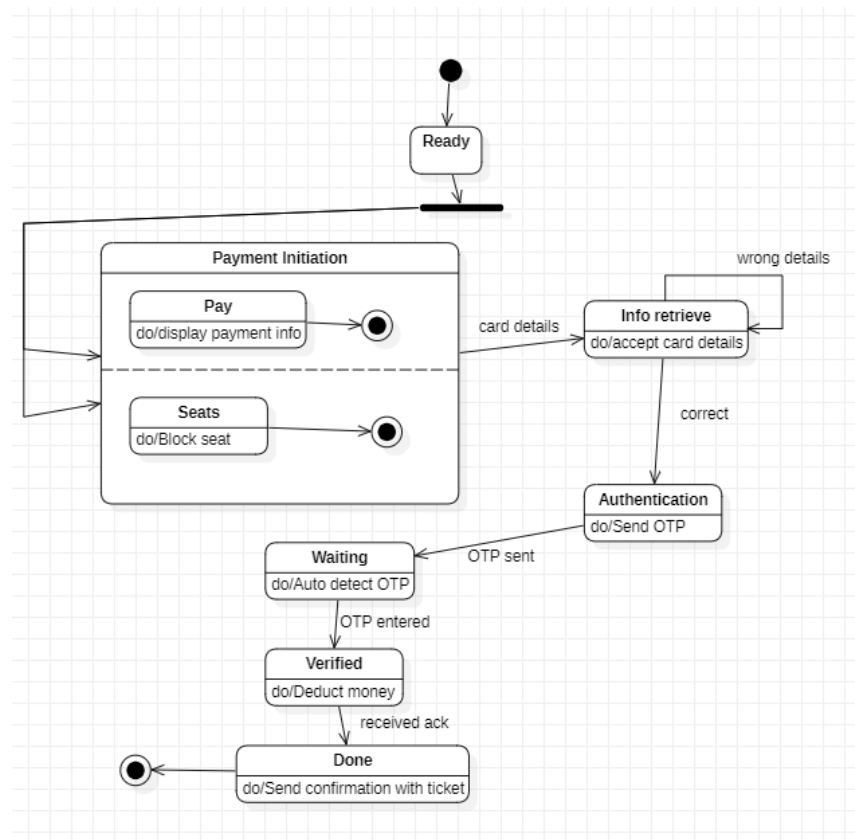 Ready
Payment Initiation
Pay
do/display payment info
Seats
do/Block seat
card details
wrong details
Info retrieve
do/accept card details
correct
Authentication
do/Send OTP
OTP sent
Waiting
do/Auto detect OTP
OTP entered
Verified
do/Deduct money
received ack
Done
do/Send confirmation with ticket